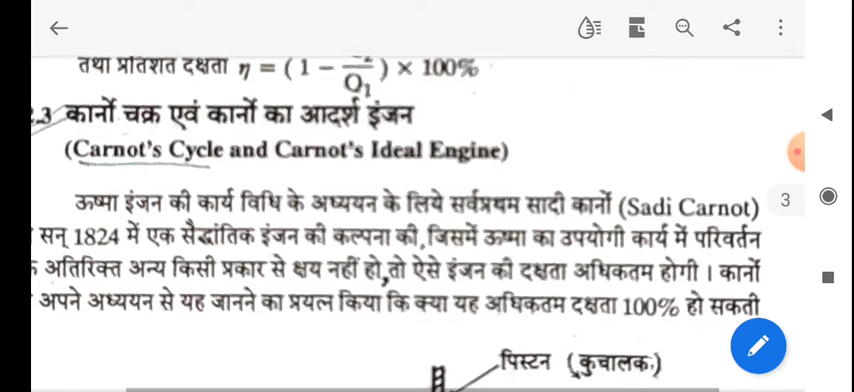 तथा प्रतिशत दक्षता η = ( 1 − Q₁ ) × 100%
.3 कार्नो चक्र एवं कार्नो का आदर्श इंजन
(Carnot's Cycle and Carnot's Ideal Engine)
ऊष्मा इंजन की कार्य विधि के अध्ययन के लिये सर्वप्रथम सादी कार्नो (Sadi Carnot)
3
सन् 1824 में एक सैद्धांतिक इंजन की कल्पना की, जिसमें ऊष्मा का उपयोगी कार्य में परिवर्तन
अतिरिक्त अन्य किसी प्रकार से क्षय नहीं हो, तो ऐसे इंजन की दक्षता अधिकतम होगी । कार्नो
अपने अध्ययन से यह जानने का प्रयत्न किया कि क्या यह अधिकतम दक्षता 100% हो सकती
पिस्टन (कुचालक)